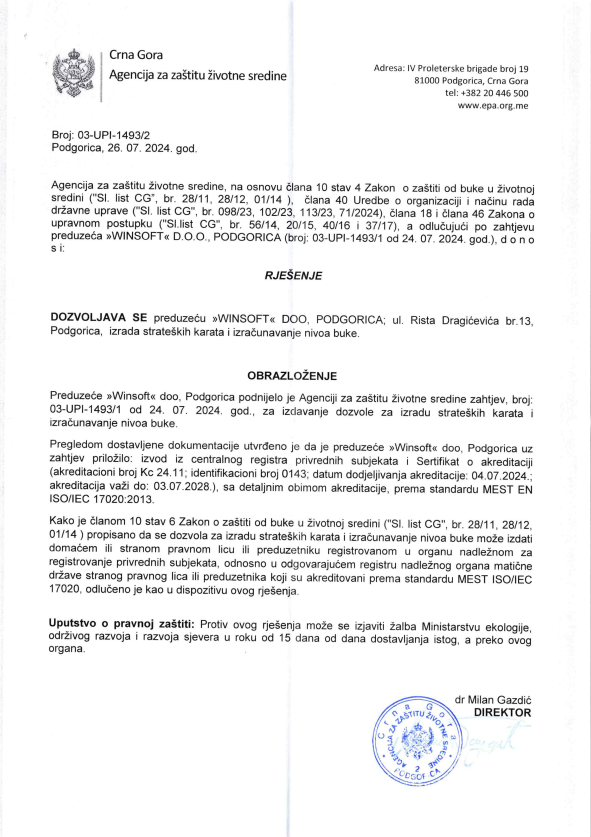 Crna Gora
Agencija za zaštitu životne sredine
Adresa: IV Proleterske brigade broj 19
81000 Podgorica, Crna Gora
tel: +382 20 446 500
www.epa.org.me
Broj: 03-UPI-1493/2
Podgorica, 26. 07. 2024. god.
Agencija za zaštitu životne sredine, na osnovu člana 10 stav 4 Zakon o zaštiti od buke u životnoj
sredini ("Sl. list CG", br. 28/11, 28/12, 01/14 ), člana 40 Uredbe o organizaciji i načinu rada
državne uprave ("Sl. list CG", br. 098/23, 102/23, 113/23, 71/2024), člana 18 i člana 46 Zakona o
upravnom postupku ("Sl.list CG", br. 56/14, 20/15, 40/16 i 37/17), a odlučujući po zahtjevu
preduzeća »WINSOFT« D.O.O., PODGORICA (broj: 03-UPI-1493/1 od 24. 07. 2024. god.), d o n o
s i:
RJEŠENJE
DOZVOLJAVA SE preduzeću »WINSOFT« DOO, PODGORICA; ul. Rista Dragićevića br.13,
Podgorica, izrada strateških karata i izračunavanje nivoa buke.
OBRAZLOŽENJE
Preduzeće »Winsoft« doo, Podgorica podnijelo je Agenciji za zaštitu životne sredine zahtjev, broj:
03-UPI-1493/1 od 24. 07. 2024. god., za izdavanje dozvole za izradu strateških karata i
izračunavanje nivoa buke.
Pregledom dostavljene dokumentacije utvrđeno je da je preduzeće »Winsoft« doo, Podgorica uz
zahtjev priložilo: izvod iz centralnog registra privrednih subjekata i Sertifikat o akreditaciji
(akreditacioni broj Kc 24.11; identifikacioni broj 0143; datum dodjeljivanja akreditacije: 04.07.2024.;
akreditacija važi do: 03.07.2028.), sa detaljnim obimom akreditacije, prema standardu MEST EN
ISO/IEC 17020:2013.
Kako je članom 10 stav 6 Zakon o zaštiti od buke u životnoj sredini ("Sl. list CG", br. 28/11, 28/12,
01/14 ) propisano da se dozvola za izradu strateških karata i izračunavanje nivoa buke može izdati
domaćem ili stranom pravnom licu ili preduzetniku registrovanom u organu nadležnom za
registrovanje privrednih subjekata, odnosno u odgovarajućem registru nadležnog organa matične
države stranog pravnog lica ili preduzetnika koji su akreditovani prema standardu MEST ISO/IEC
17020, odlučeno je kao u dispozitivu ovog rješenja.
Uputstvo o pravnoj zaštiti: Protiv ovog rješenja može se izjaviti žalba Ministarstvu ekologije,
održivog razvoja i razvoja sjevera u roku od 15 dana od dana dostavljanja istog, a preko ovog
organa.
dr Milan Gazdić
DIREKTOR
Crna Gora
AGENCIJA ZA ZAŠTITU ŽIVOTNE SREDINE
2
PODGORICA